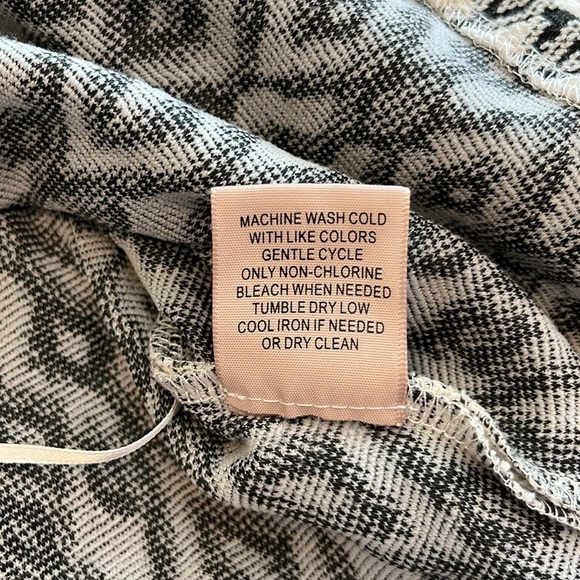 MACHINE WASH COLD
WITH LIKE COLORS
GENTLE CYCLE
ONLY NON-CHLORINE
BLEACH WHEN NEEDED
TUMBLE DRY LOW
COOL IRON IF NEEDED
OR DRY CLEAN